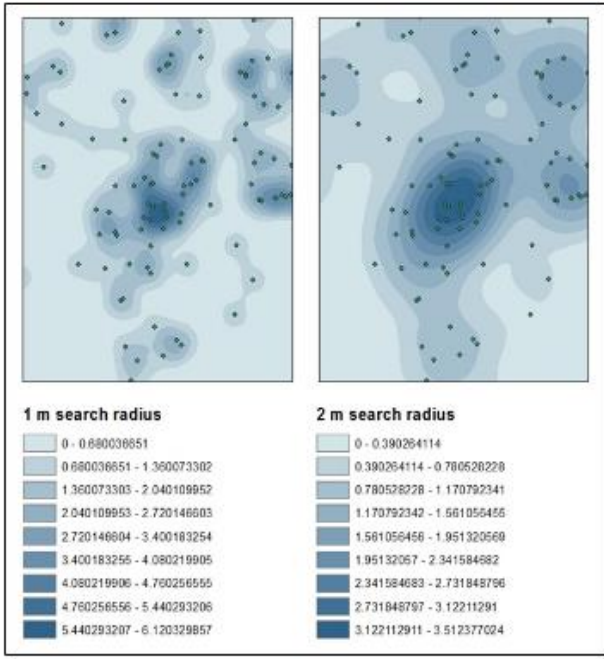 1 m search radius
0 - 0.680036651
0.680036651 - 1.360073302
1.360073303 - 2.040109952
2.040109953 - 2.720146603
2.720146604 - 3.400183254
3.400183255 - 4.080219905
4.080219906 - 4.760256555
4.760256556 - 5.440293206
5.440293207 - 6.120329857
2 m search radius
0 - 0.390264114
0.390264114 - 0.780528228
0.780528228 - 1.170792341
1.170792342 - 1.561056455
1.561056456 - 1.951320569
1.95132057 - 2.341584682
2.341584683 - 2.731848796
2.731848797 - 3.12211291
3.122112911 - 3.512377024